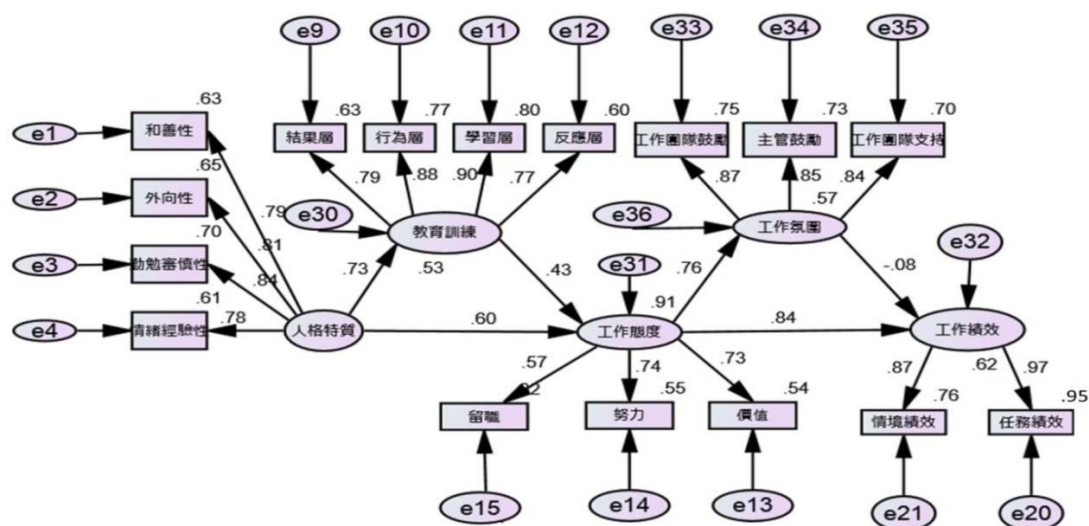 e9 e10 e11 e12 e33 e34 e35
.63
e1 和善性
.63 .77 .80 .60 .75 .73 .70
結果層 行為層 學習層 反應層 工作團隊鼓勵 主管鼓勵 工作團隊支持
.65
e2 外向性
.79 .88 .90 .77 .87 .85 .84 .57
e30 教育訓練 e36 工作氛圍 e32
.79
.70
.81
e3 勤勉審慎性
.73 .53 .43 e31 .76 -.08
.84
.61
.91
e4 情緒經驗性 .78 人格特質 .60 工作態度 .84 工作績效
.57 .74 .73 .87 .62 .97
.55 .54 .76 .95
留職 努力 價值 情境績效 任務績效
e15 e14 e13 e21 e20